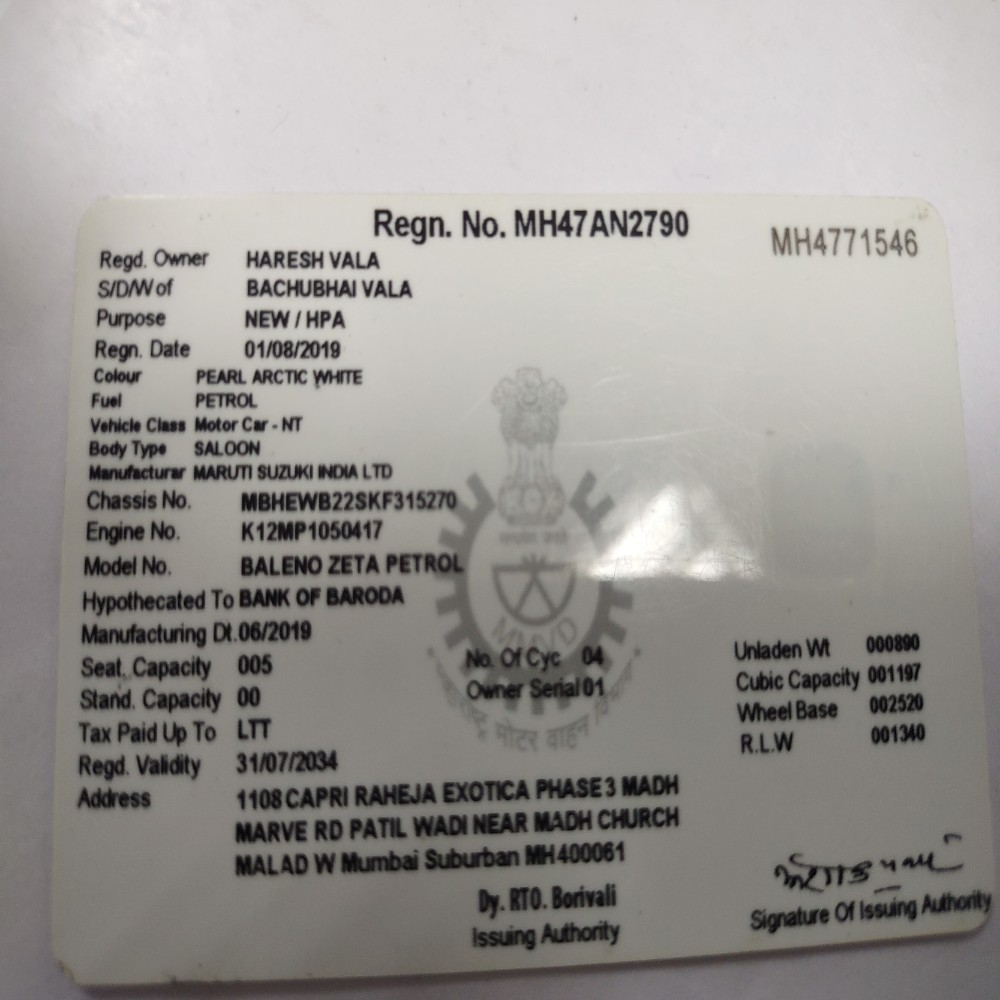 Regn. No. MH47AN2790
MH4771546
Regd. Owner HARESH VALA
S/D/W of BACHUBHAI VALA
Purpose NEW / HPA
Regn. Date 01/08/2019
Colour PEARL ARCTIC WHITE
Fuel PETROL
Vehicle Class Motor Car - NT
Body Type SALOON
Manufacturar MARUTI SUZUKI INDIA LTD
Chassis No. MBHEWB22SKF315270
Engine No. K12MP1050417
Model No. BALENO ZETA PETROL
Hypothecated To BANK OF BARODA
Manufacturing Dt. 06/2019
Seat. Capacity 005 No. Of Cyc 04 Unladen Wt 000890
Stand. Capacity 00 Owner Serial 01 Cubic Capacity 001197
Tax Paid Up To LTT Wheel Base 002520
Regd. Validity 31/07/2034 R.L.W 001340
Address 1108 CAPRI RAHEJA EXOTICA PHASE 3 MADH
MARVE RD PATIL WADI NEAR MADH CHURCH
MALAD W Mumbai Suburban MH 400061
Dy. RTO. Borivali
Issuing Authority
Signature Of Issuing Authority
MMVD
मोटर वाहन